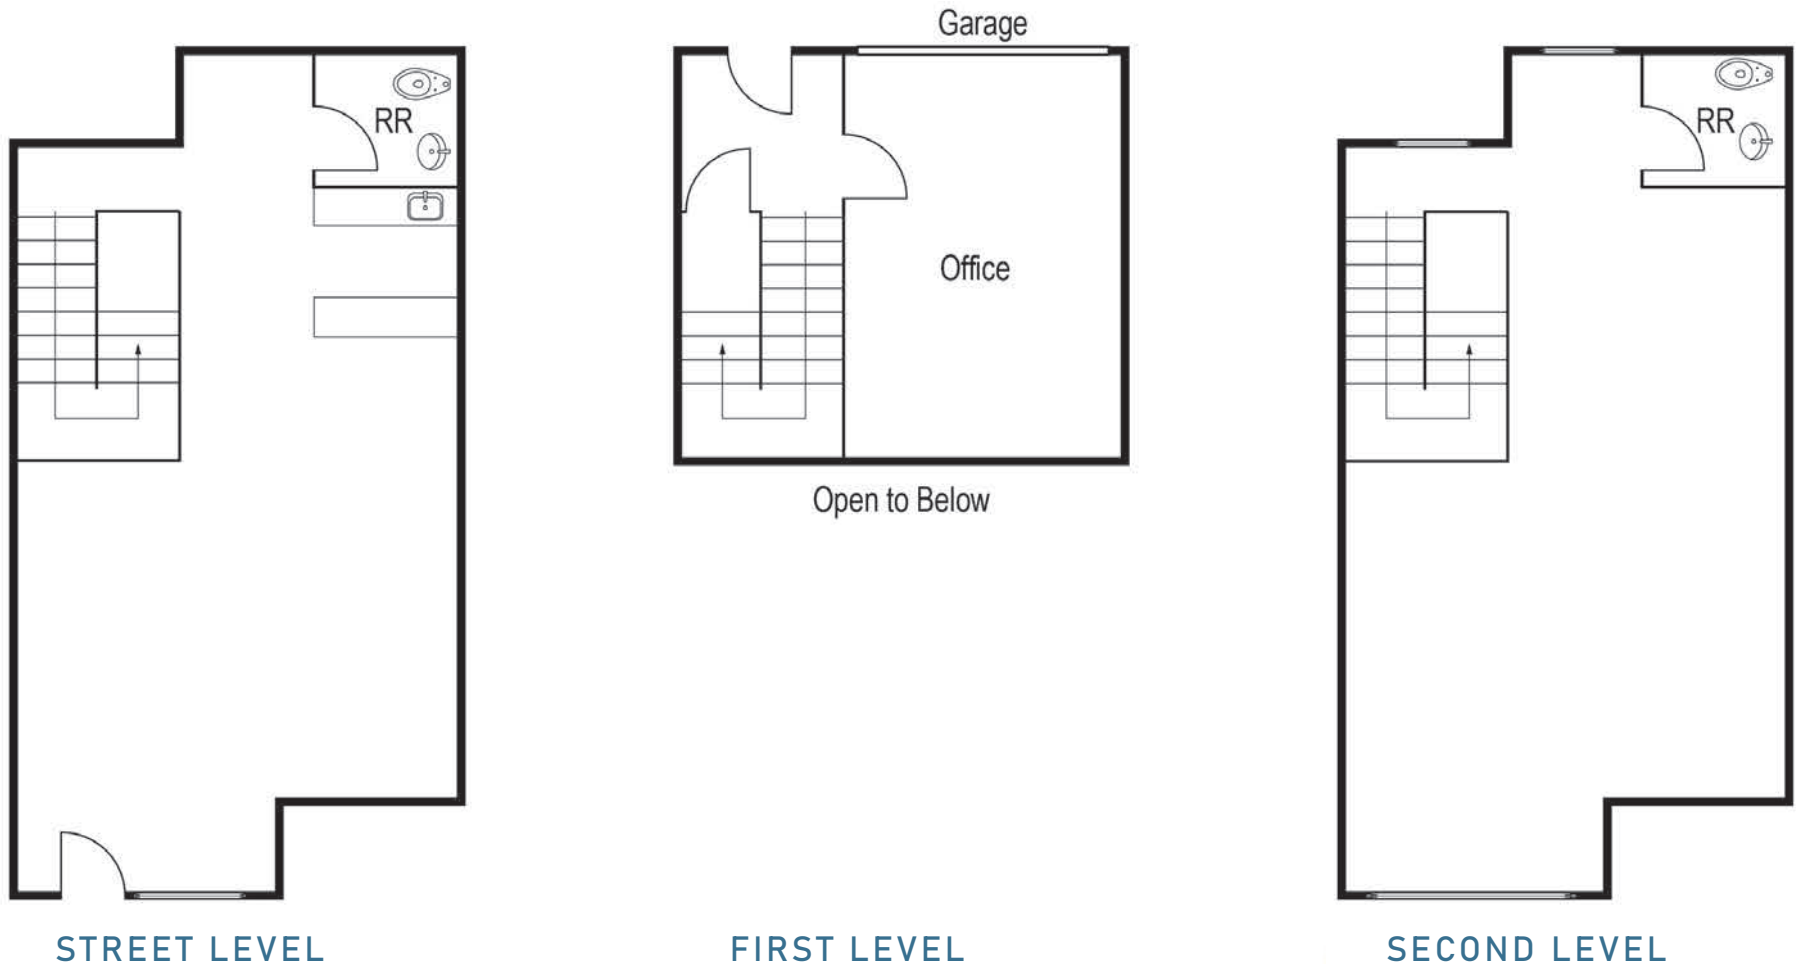 Garage
RR
RR
Office
Open to Below
STREET LEVEL
FIRST LEVEL
SECOND LEVEL